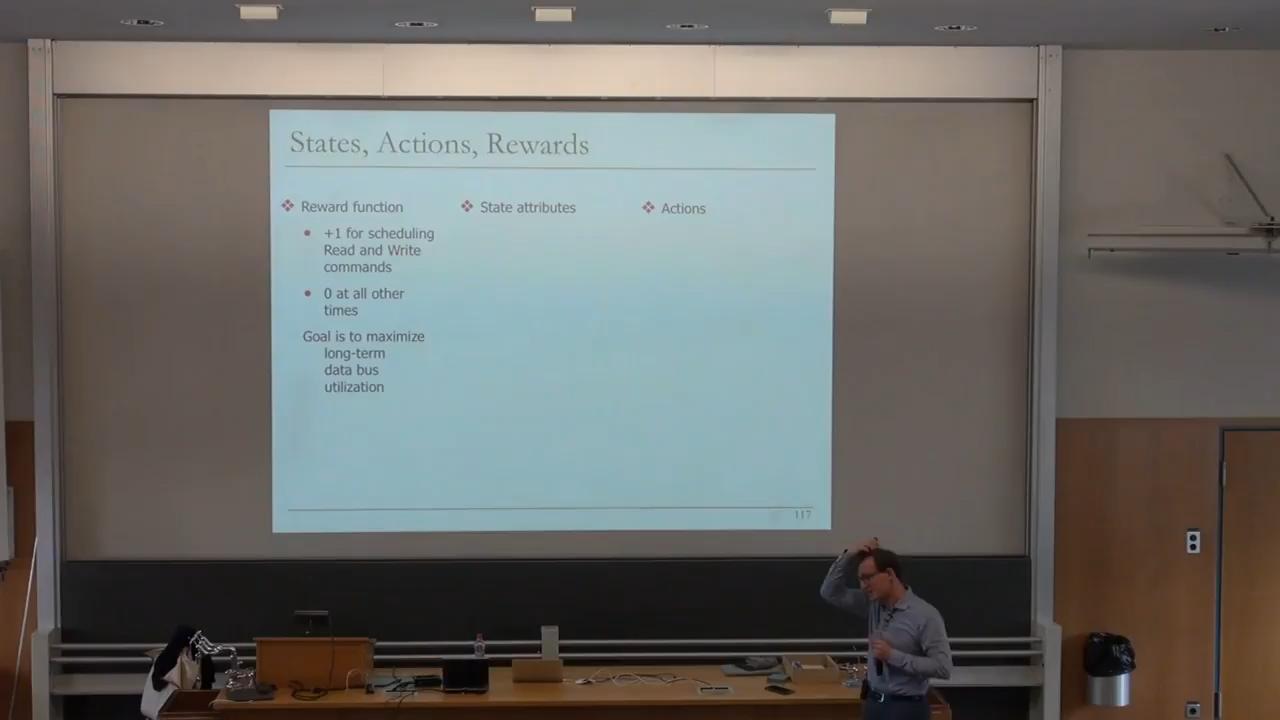 States, Actions, Rewards
❖ Reward function
• +1 for scheduling
Read and Write
commands
• 0 at all other
times
Goal is to maximize
long-term
data bus
utilization
❖ State attributes
❖ Actions
117